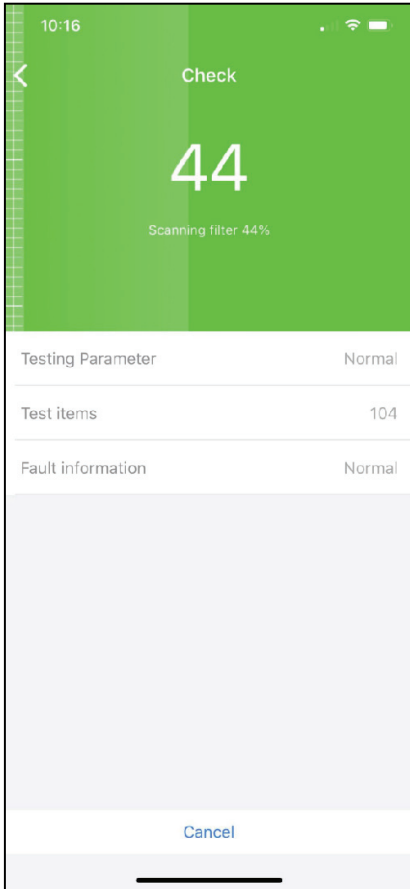 10:16
Check
44
Scanning filter 44%
Testing Parameter Normal
Test items 104
Fault information Normal
Cancel